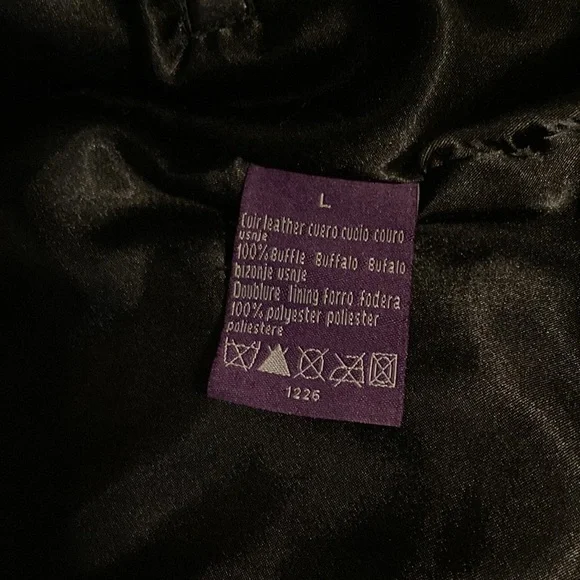 L
Cuir leather cuero cuoio couro
usnje
100% Buffle Buffalo Bufalo
bizonje usnje
Doublure lining forro fodera
100% polyester poliester
poliestere
1226